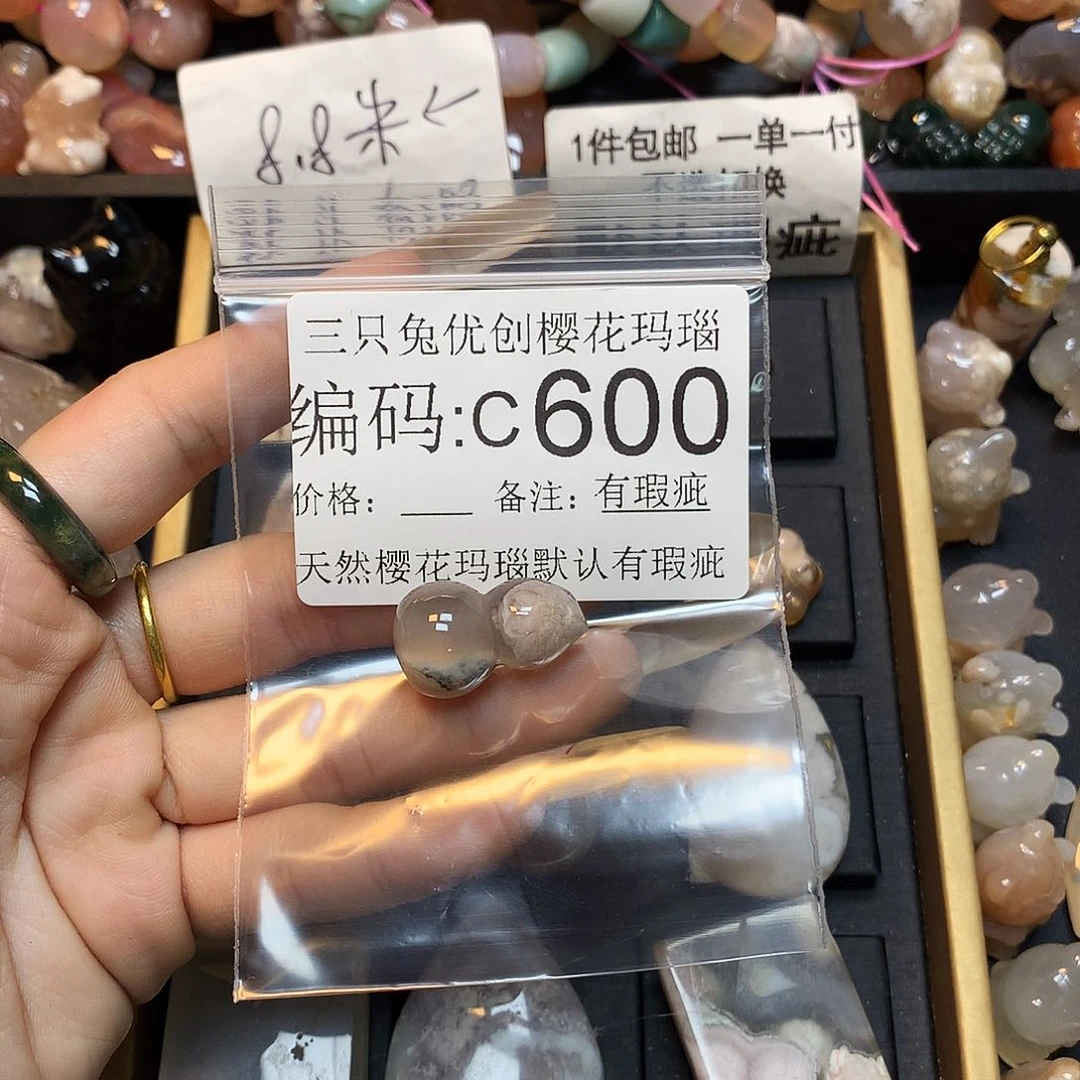 8.8米←
1件包邮 一单一付
换
疵
三只兔优创樱花玛瑙
编码:c600
价格：____ 备注：有瑕疵
天然樱花玛瑙默认有瑕疵